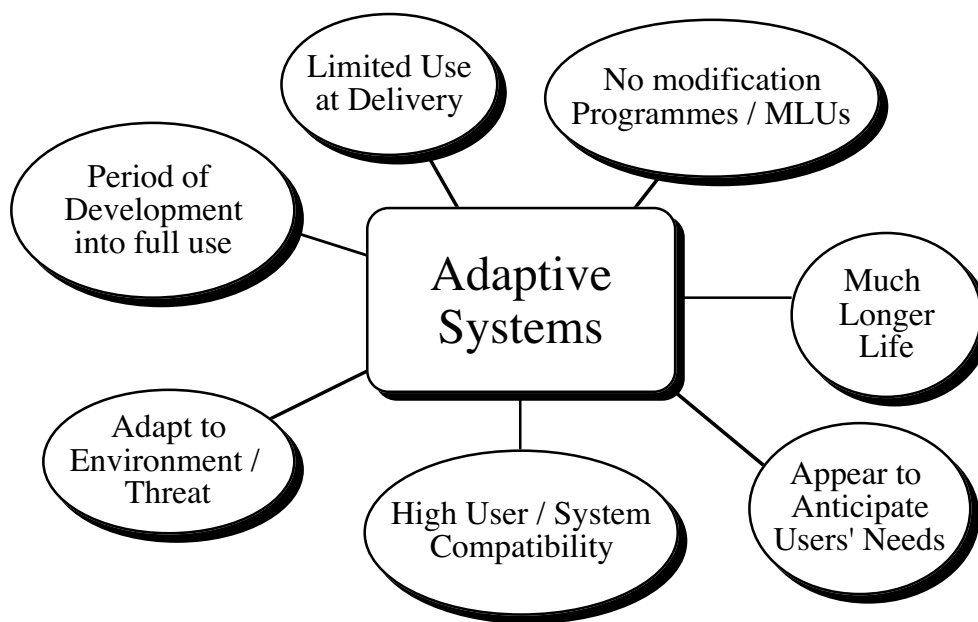 Limited Use
at Delivery
No modification
Programmes / MLUs
Period of
Development
into full use
Adaptive
Systems
Much
Longer
Life
Adapt to
Environment /
Threat
High User / System
Compatibility
Appear to
Anticipate
Users' Needs